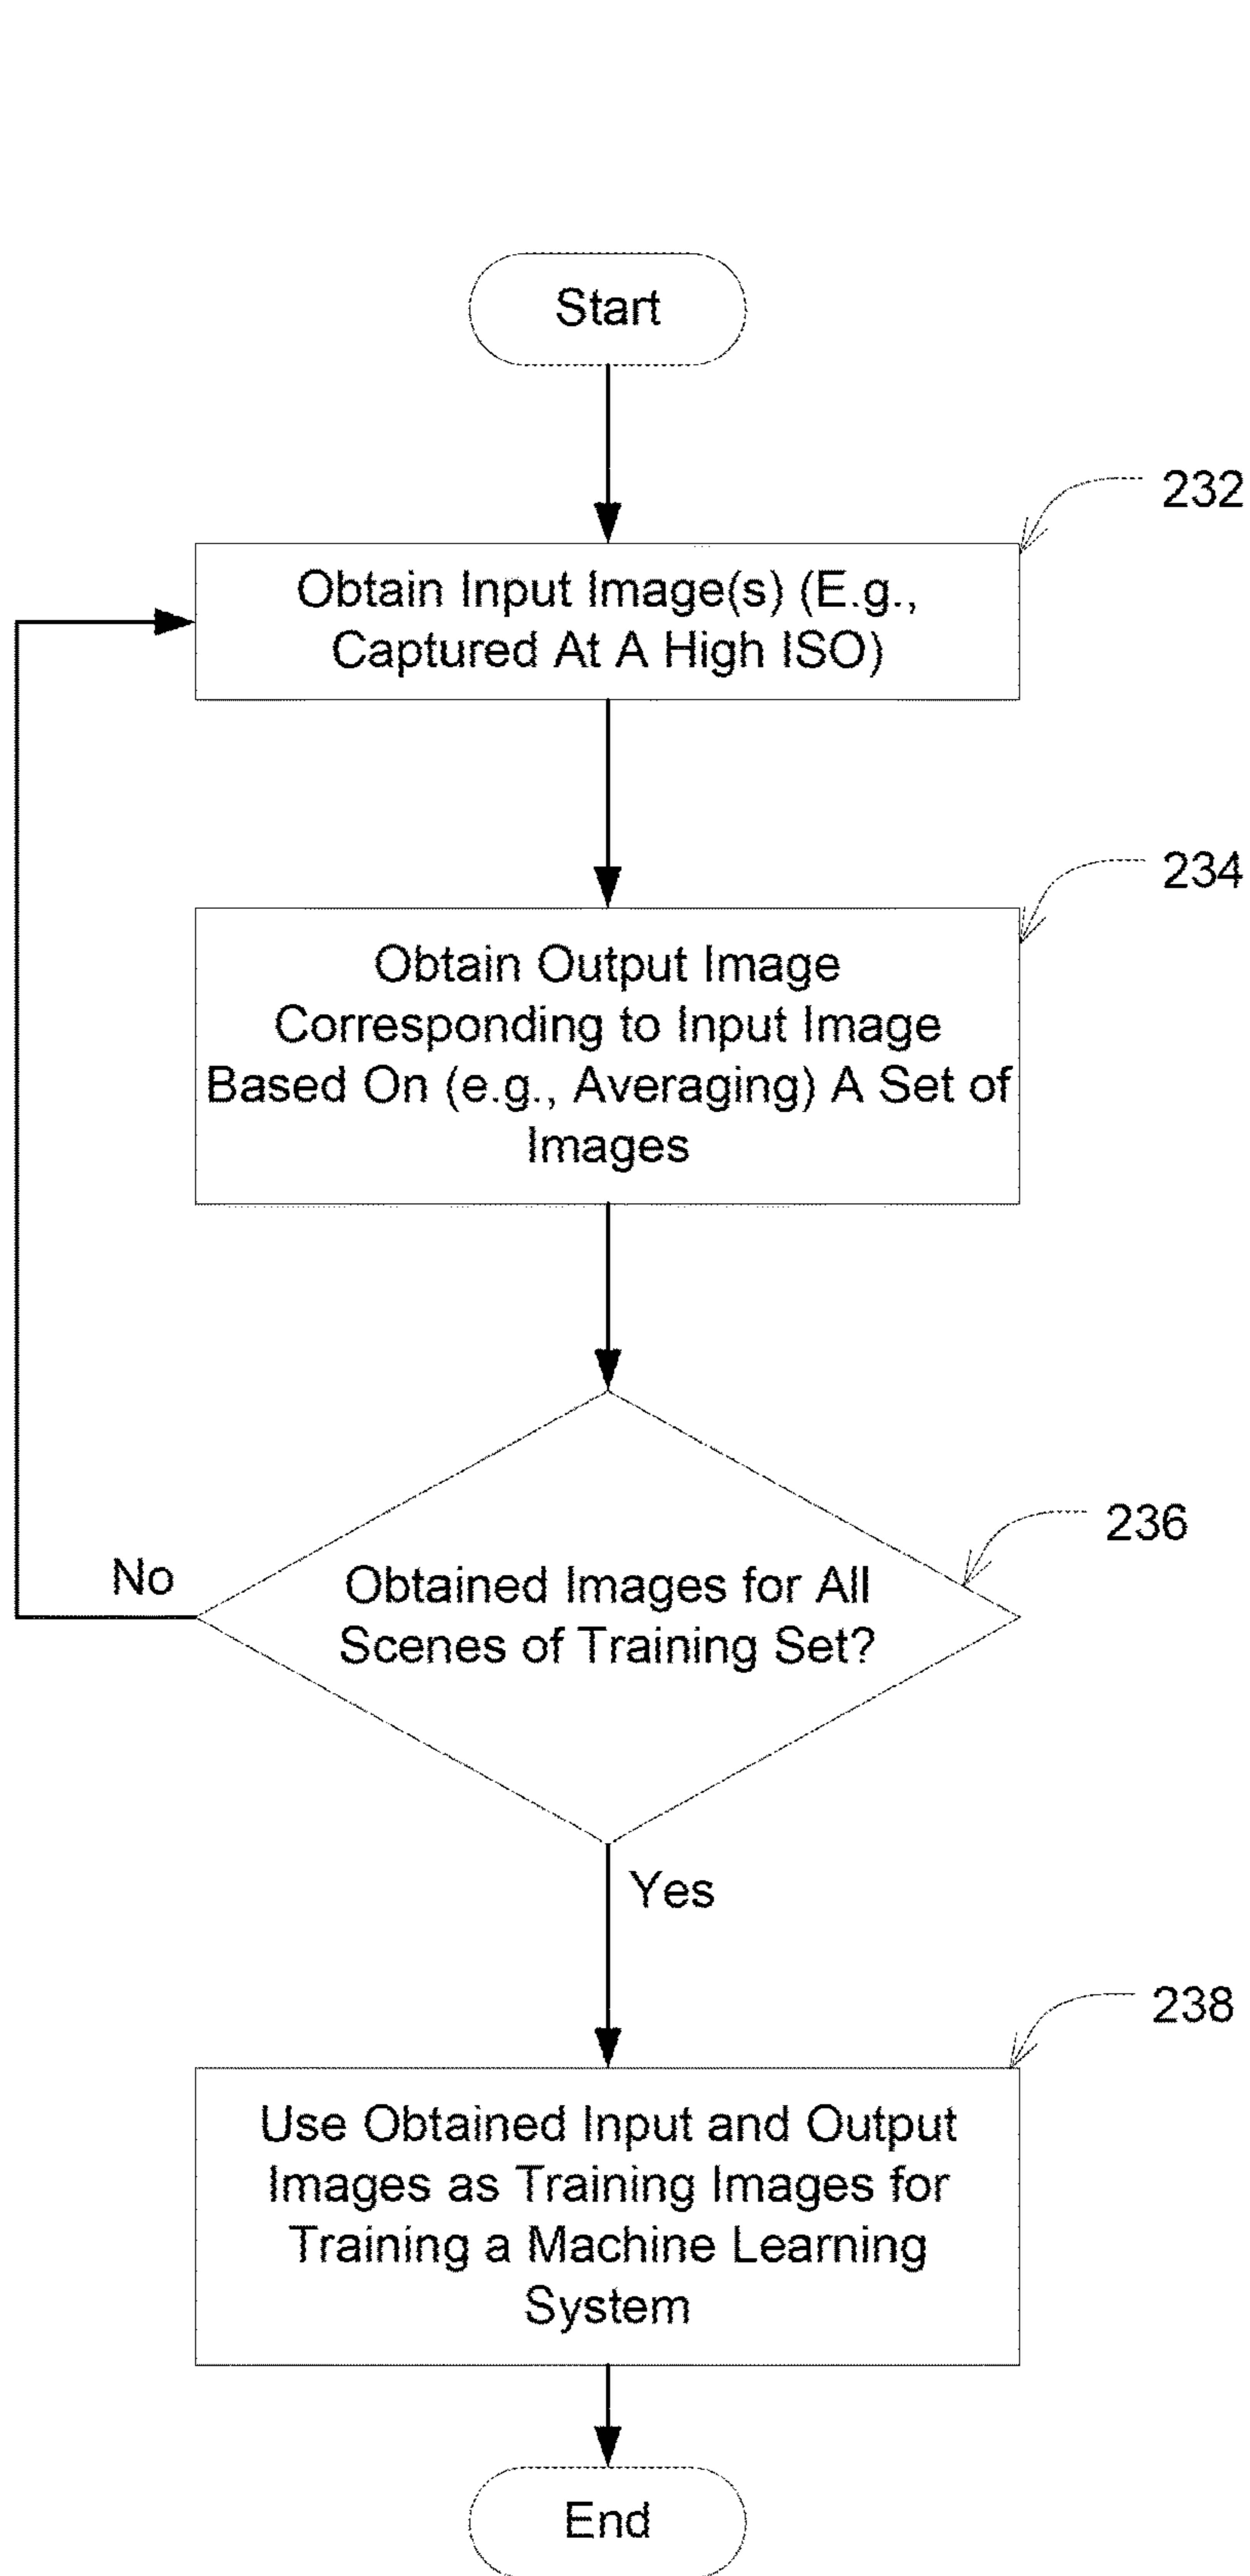 Start
232
Obtain Input Image(s) (E.g.,
Captured At A High ISO)
234
Obtain Output Image
Corresponding to Input Image
Based On (e.g., Averaging) A Set of
Images
236
No
Obtained Images for All
Scenes of Training Set?
Yes
238
Use Obtained Input and Output
Images as Training Images for
Training a Machine Learning
System
End